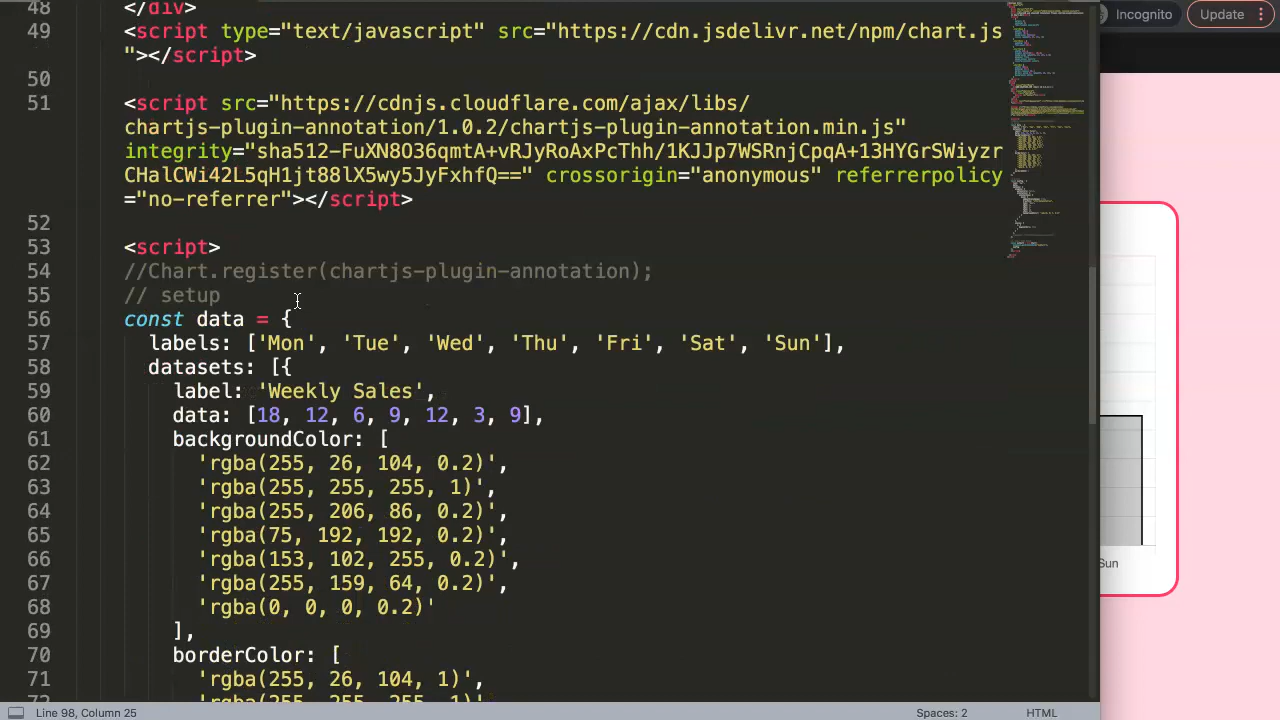 48 </div>
49 <script type="text/javascript" src="https://cdn.jsdelivr.net/npm/chart.js
"></script>
50
51 <script src="https://cdnjs.cloudflare.com/ajax/libs/
chartjs-plugin-annotation/1.0.2/chartjs-plugin-annotation.min.js"
integrity="sha512-FuXN8O36qmtA+vRJyRoAxPcThh/1KJJp7WSRnjCpqA+13HYGrSWiyzr
CHalCWi42L5qH1jt88lX5wy5JyFxhfQ==" crossorigin="anonymous" referrerpolicy
="no-referrer"></script>
52
53 <script>
54 //Chart.register(chartjs-plugin-annotation);
55 // setup
56 const data = {
57 labels: ['Mon', 'Tue', 'Wed', 'Thu', 'Fri', 'Sat', 'Sun'],
58 datasets: [{
59 label: 'Weekly Sales',
60 data: [18, 12, 6, 9, 12, 3, 9],
61 backgroundColor: [
62 'rgba(255, 26, 104, 0.2)',
63 'rgba(255, 255, 255, 1)',
64 'rgba(255, 206, 86, 0.2)',
65 'rgba(75, 192, 192, 0.2)',
66 'rgba(153, 102, 255, 0.2)',
67 'rgba(255, 159, 64, 0.2)',
68 'rgba(0, 0, 0, 0.2)'
69 ],
70 borderColor: [
71 'rgba(255, 26, 104, 1)',
72 'rgba(255, 255, 255, 1)'
Line 98, Column 25
Spaces: 2
HTML
Incognito
Update
Sun